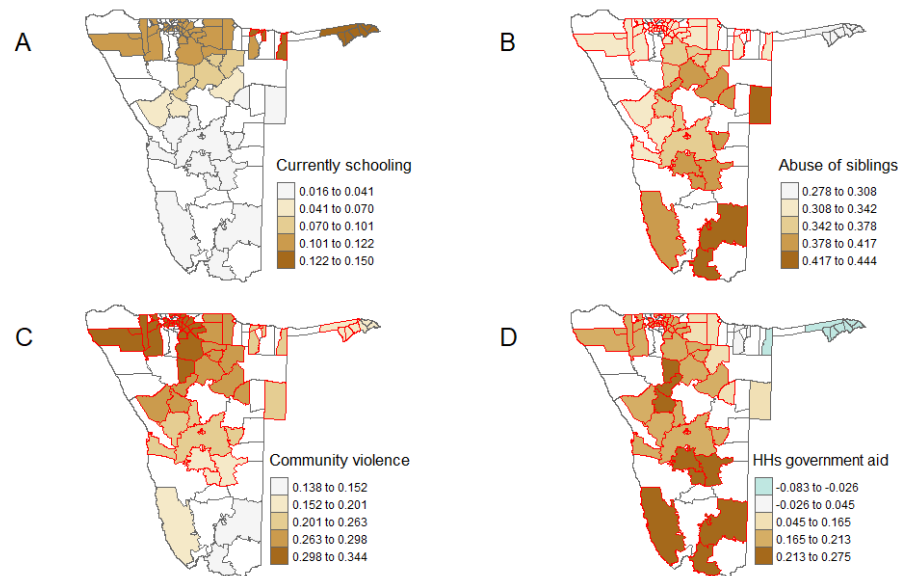 A
Currently schooling
0.016 to 0.041
0.041 to 0.070
0.070 to 0.101
0.101 to 0.122
0.122 to 0.150
B
Abuse of siblings
0.278 to 0.308
0.308 to 0.342
0.342 to 0.378
0.378 to 0.417
0.417 to 0.444
C
Community violence
0.138 to 0.152
0.152 to 0.201
0.201 to 0.263
0.263 to 0.298
0.298 to 0.344
D
HHs government aid
-0.083 to -0.026
-0.026 to 0.045
0.045 to 0.165
0.165 to 0.213
0.213 to 0.275